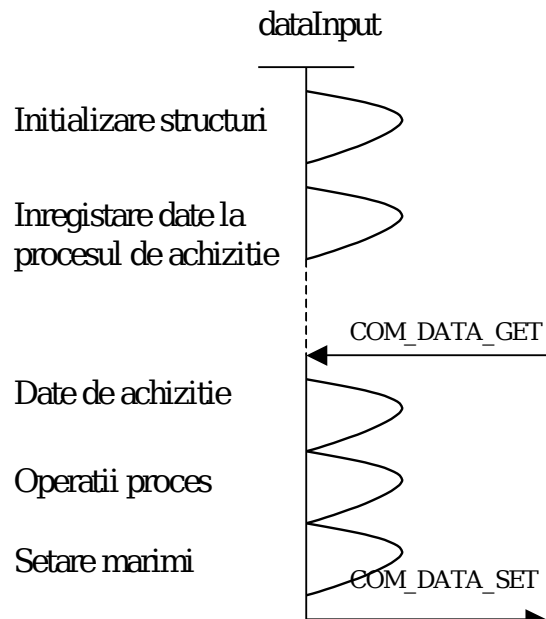 dataInput
Initializare structuri
Inregistare date la
procesul de achizitie
COM_DATA_GET
Date de achizitie
Operatii proces
Setare marimi
COM_DATA_SET